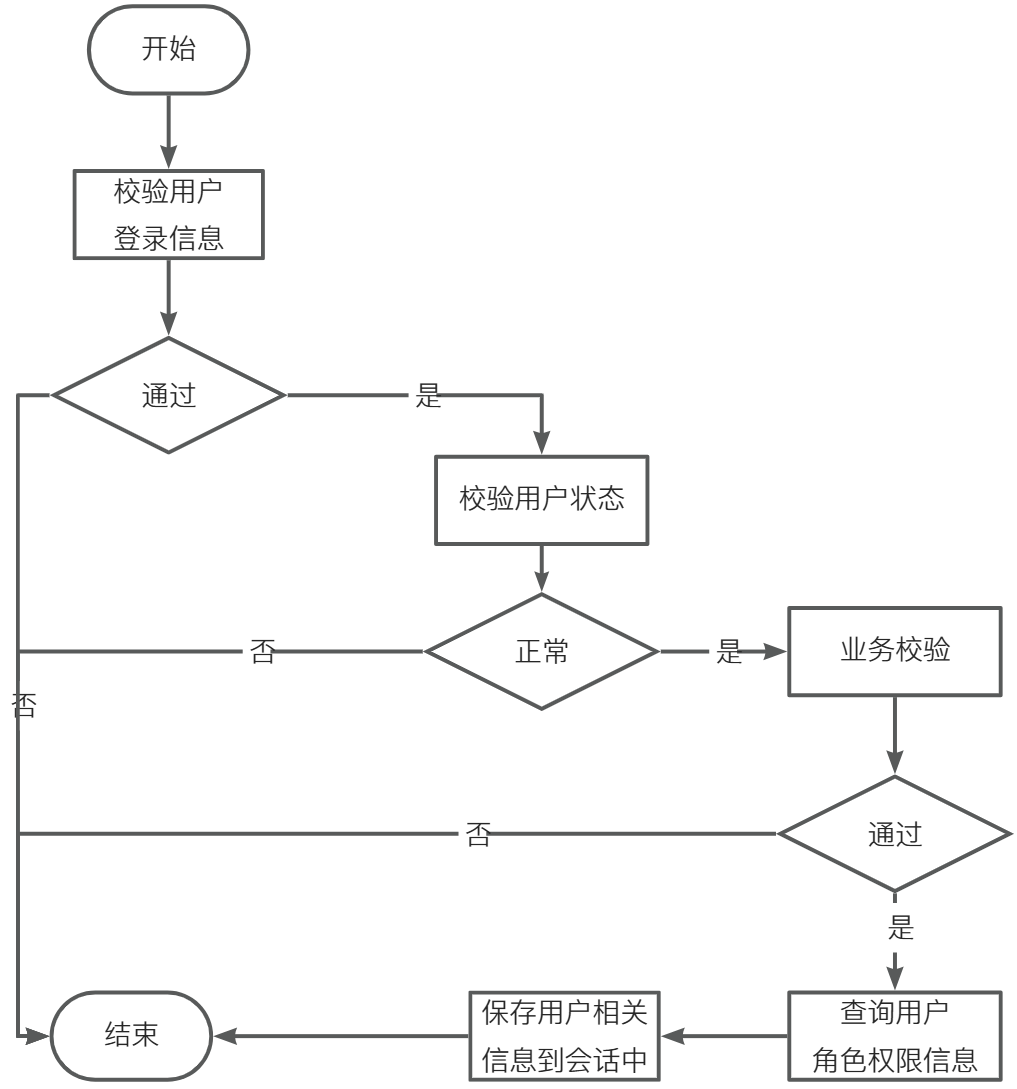 开始
校验用户
登录信息
通过
是
校验用户状态
否
正常
是
业务校验
否
否
通过
是
结束
保存用户相关
信息到会话中
查询用户
角色权限信息